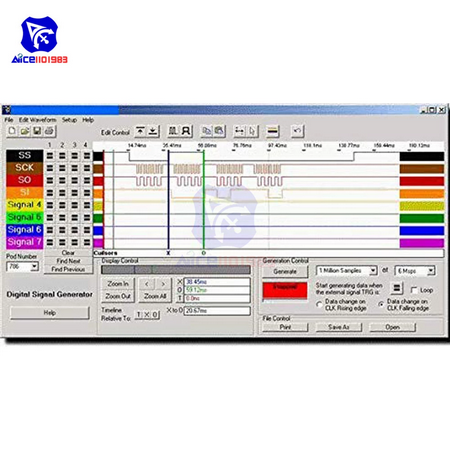 Alice1101983
File Edit Waveform Setup Help
Edit Control
1 2 3 4
14.74ms 35.41ms 56.08ms 76.76ms 97.43ms 118.1ms 138.77ms 159.44ms 180.12ms
SS
SCK
SO
SI
Signal 4
Signal 5
Signal 6
Signal 7
Pod Number
786
Clear
Find Next
Find Previous
Cursors X O
Digital Signal Generator
Help
Display Control
Zoom In < >
Zoom Out Zoom All
X 38.45ms
O 59.12ms
T 0.0ns
Timeline
Relative To: T X O
X to O 20.67ms
Generation Control
Generate 1 Million Samples at 6 Msps
Stopped
Start generating data when
the external signal TRG is: Loop
Data change on
CLK Rising edge
Data change on
CLK Falling edge
File Control
Print Save As Open